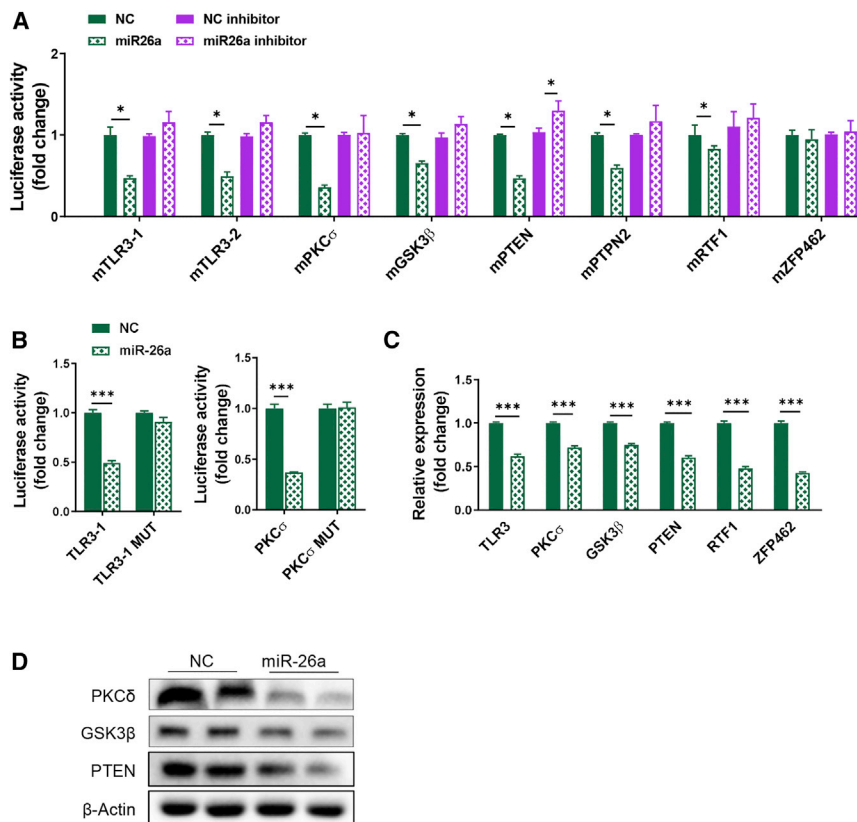 A
NC
NC inhibitor
miR26a
miR26a inhibitor
Luciferase activity
(fold change)
2
1
0
* * * * * * * *
mTLR3-1
mTLR3-2
mPKCσ
mGSK3β
mPTEN
mPTPN2
mRTF1
mZFP462
B
NC
miR-26a
Luciferase activity
(fold change)
1.5
1.0
0.5
0.0
***
TLR3-1
TLR3-1 MUT
Luciferase activity
(fold change)
1.5
1.0
0.5
0.0
***
PKCσ
PKCσ MUT
C
Relative expression
(fold change)
1.5
1.0
0.5
0.0
*** *** *** *** *** ***
TLR3
PKCσ
GSK3β
PTEN
RTF1
ZFP462
D
NC miR-26a
PKCδ
GSK3β
PTEN
β-Actin